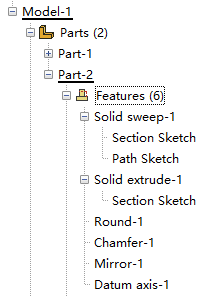 Model-1
Parts (2)
Part-1
Part-2
Features (6)
Solid sweep-1
Section Sketch
Path Sketch
Solid extrude-1
Section Sketch
Round-1
Chamfer-1
Mirror-1
Datum axis-1